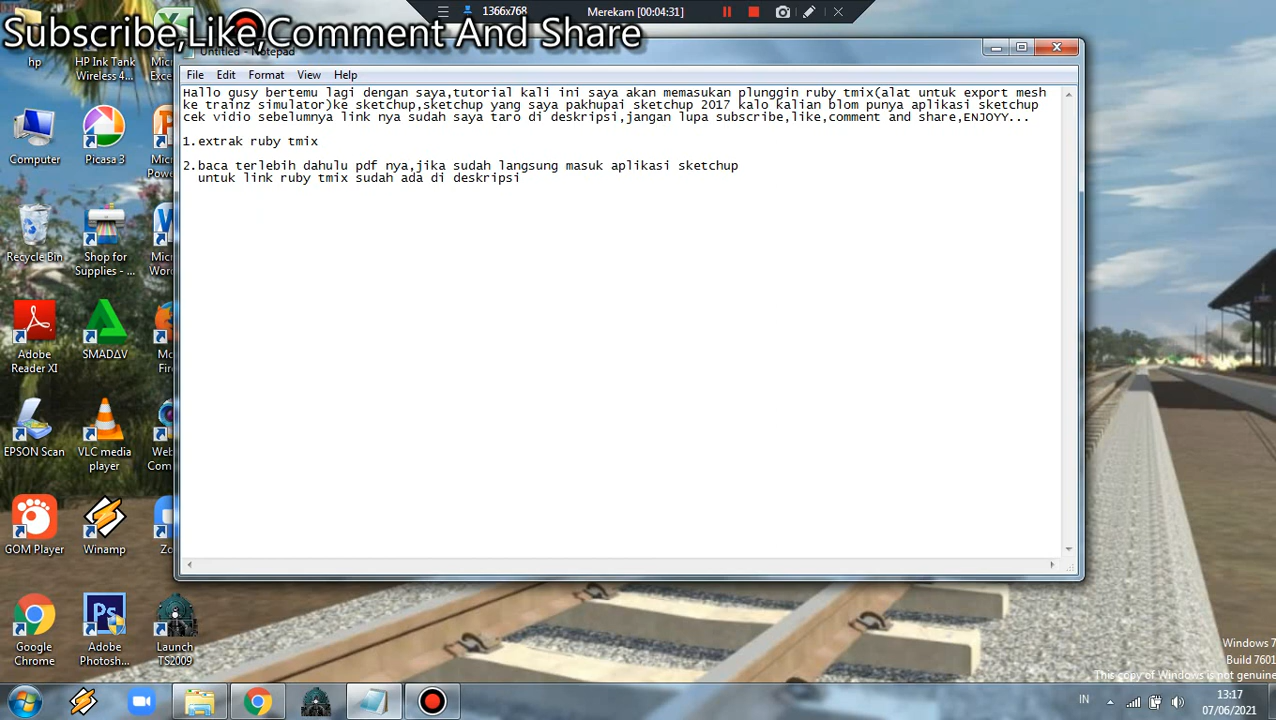 1366x768
Merekam [00:04:31]
Subscribe,Like,Comment And Share
Untitled - Notepad
File Edit Format View Help
Hallo gusy bertemu lagi dengan saya,tutorial kali ini saya akan memasukan plunggin ruby tmix(alat untuk export mesh
ke trainz simulator)ke sketchup,sketchup yang saya pakhupai sketchup 2017 kalo kalian blom punya aplikasi sketchup
cek vidio sebelumnya link nya sudah saya taro di deskripsi,jangan lupa subscribe,like,comment and share,ENJOYY...
1.extrak ruby tmix
2.baca terlebih dahulu pdf nya,jika sudah langsung masuk aplikasi sketchup
untuk link ruby tmix sudah ada di deskripsi
hp
HP Ink Tank
Wireless 4...
Computer
Picasa 3
Recycle Bin
Shop for
Supplies - ...
Adobe
Reader XI
SMADΔV
EPSON Scan
VLC media
player
GOM Player
Winamp
Google
Chrome
Adobe
Photosh...
Launch
TS2009
Windows 7
Build 7601
This copy of Windows is not genuine
IN
13:17
07/06/2021